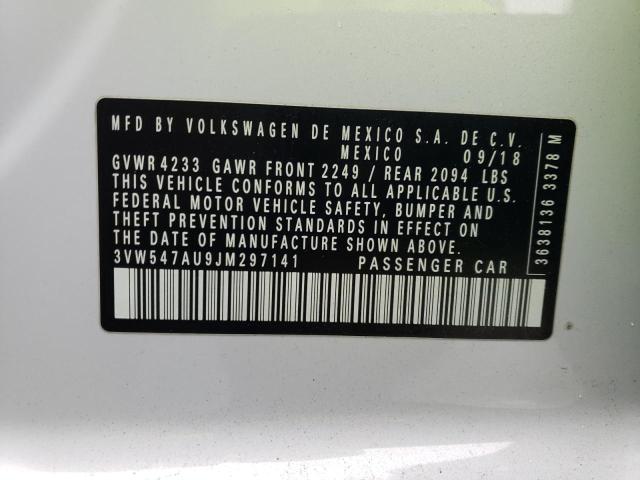 MFD BY VOLKSWAGEN DE MEXICO S.A. DE C.V.
MEXICO 09/18
GVWR 4233 GAWR FRONT 2249 / REAR 2094 LBS
THIS VEHICLE CONFORMS TO ALL APPLICABLE U.S.
FEDERAL MOTOR VEHICLE SAFETY, BUMPER AND
THEFT PREVENTION STANDARDS IN EFFECT ON
THE DATE OF MANUFACTURE SHOWN ABOVE.
3VW547AU9JM297141 PASSENGER CAR
3638136 3378 M